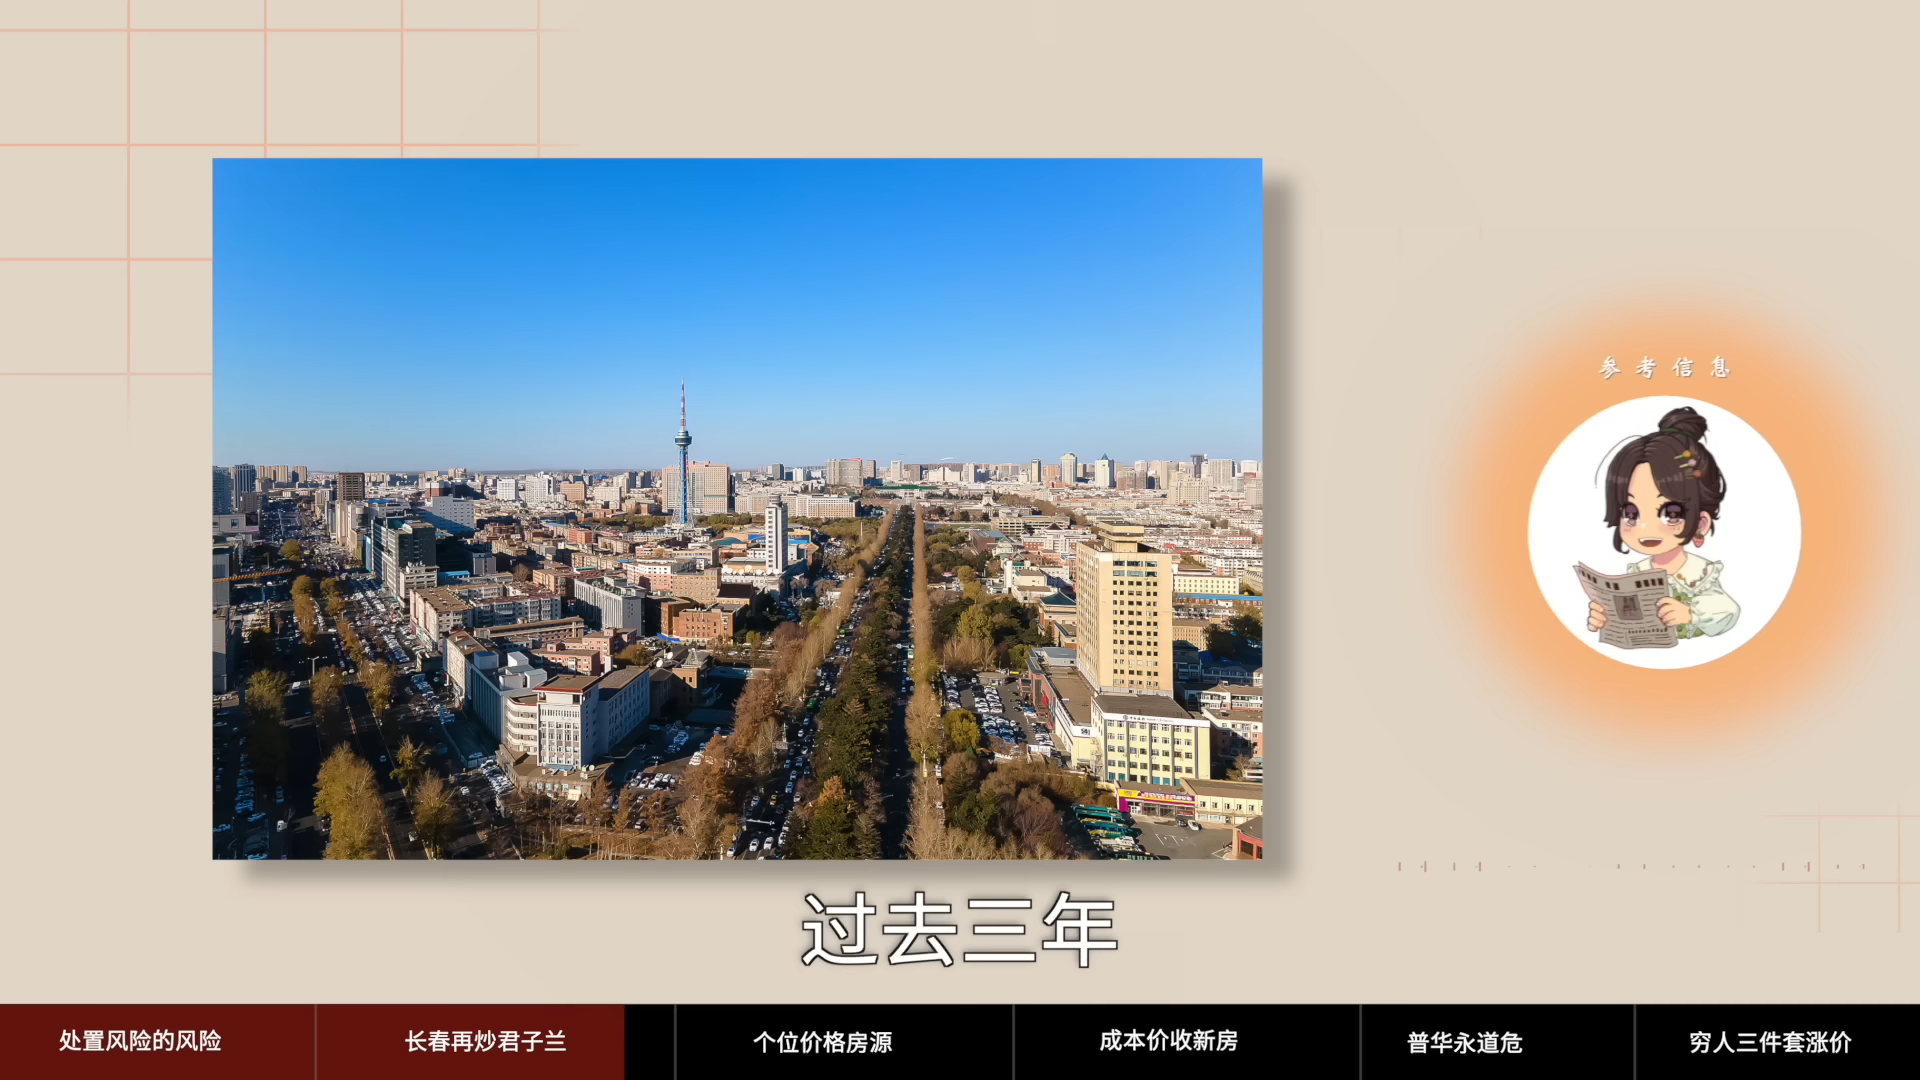 参考信息
过去三年
处置风险的风险
长春再炒君子兰
个位价格房源
成本价收新房
普华永道危
穷人三件套涨价